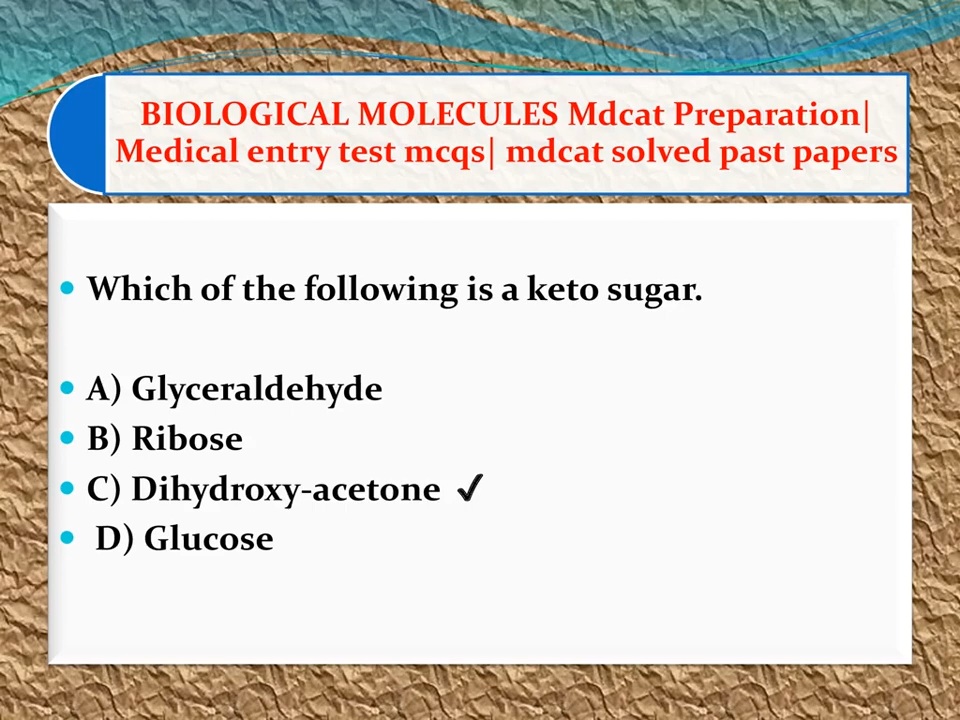 BIOLOGICAL MOLECULES Mdcat Preparation|
Medical entry test mcqs| mdcat solved past papers
• Which of the following is a keto sugar.
• A) Glyceraldehyde
• B) Ribose
• C) Dihydroxy-acetone ✓
• D) Glucose